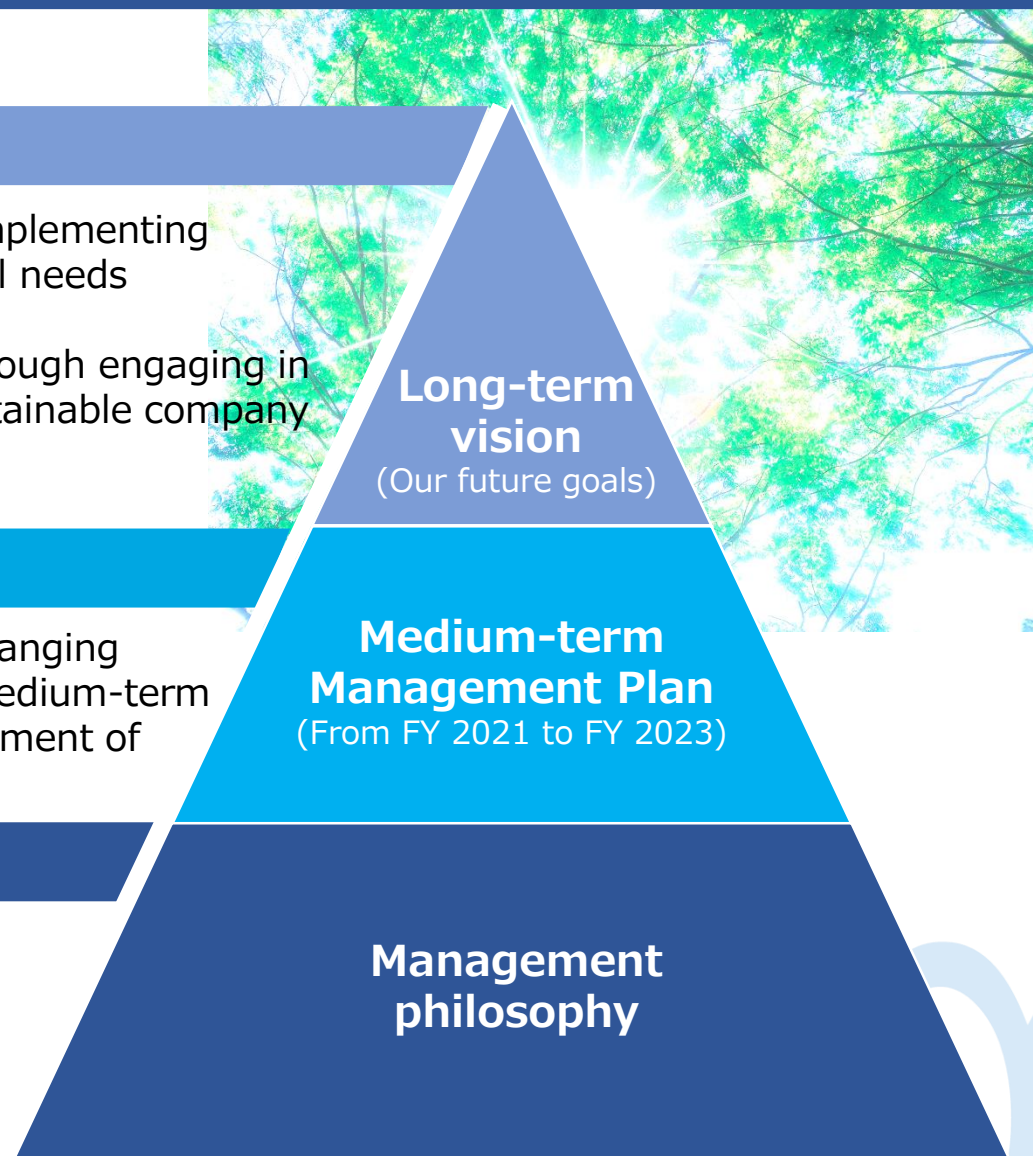 mplementing
l needs
ough engaging in
tainable company
Long-term
vision
(Our future goals)
anging
edium-term
ment of
Medium-term
Management Plan
(From FY 2021 to FY 2023)
Management
philosophy